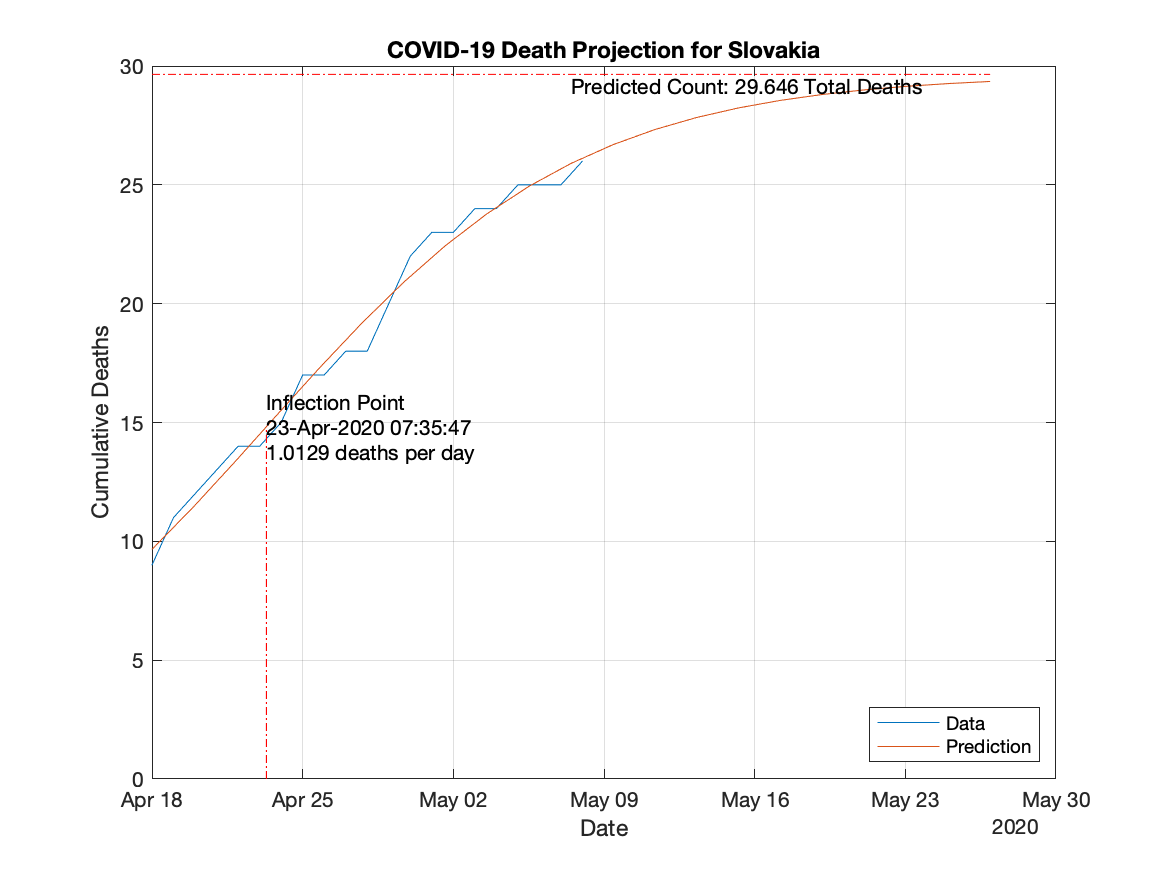 COVID-19 Death Projection for Slovakia
30
Predicted Count: 29.646 Total Deaths
25
20
Inflection Point
15
23-Apr-2020 07:35:47
1.0129 deaths per day
Cumulative Deaths
10
5
Data
Prediction
0
Apr 18 Apr 25 May 02 May 09 May 16 May 23 May 30
Date
2020